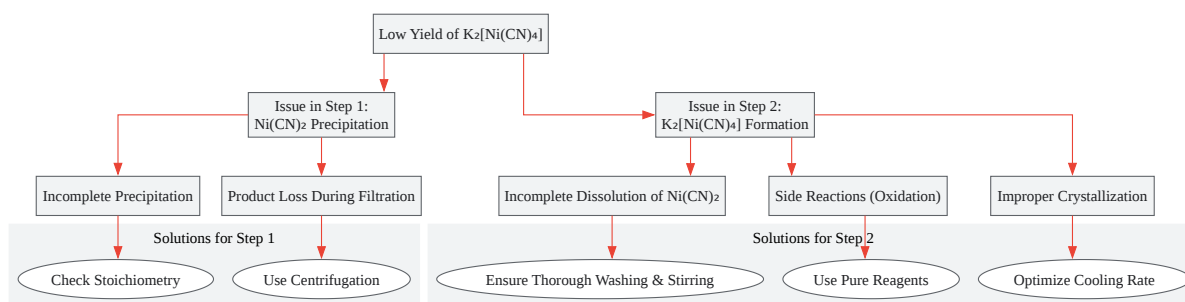 Low Yield of K₂[Ni(CN)₄]
Issue in Step 1:
Ni(CN)₂ Precipitation
Issue in Step 2:
K₂[Ni(CN)₄] Formation
Incomplete Precipitation
Product Loss During Filtration
Incomplete Dissolution of Ni(CN)₂
Side Reactions (Oxidation)
Improper Crystallization
Solutions for Step 1
Solutions for Step 2
Check Stoichiometry
Use Centrifugation
Ensure Thorough Washing & Stirring
Use Pure Reagents
Optimize Cooling Rate